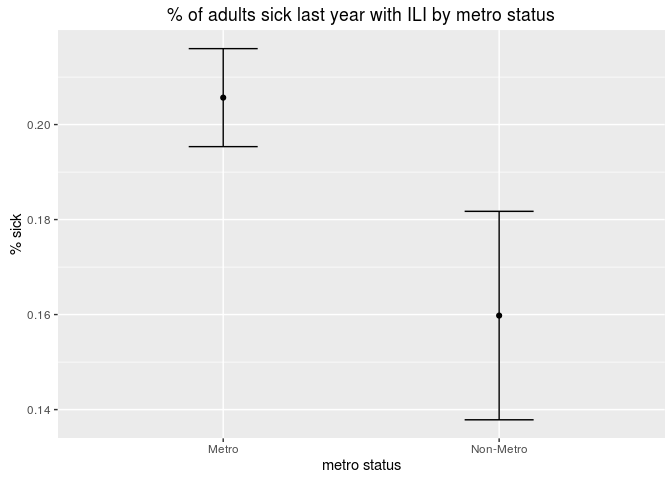 % of adults sick last year with ILI by metro status
% sick
0.20
0.18
0.16
0.14
Metro
Non-Metro
metro status